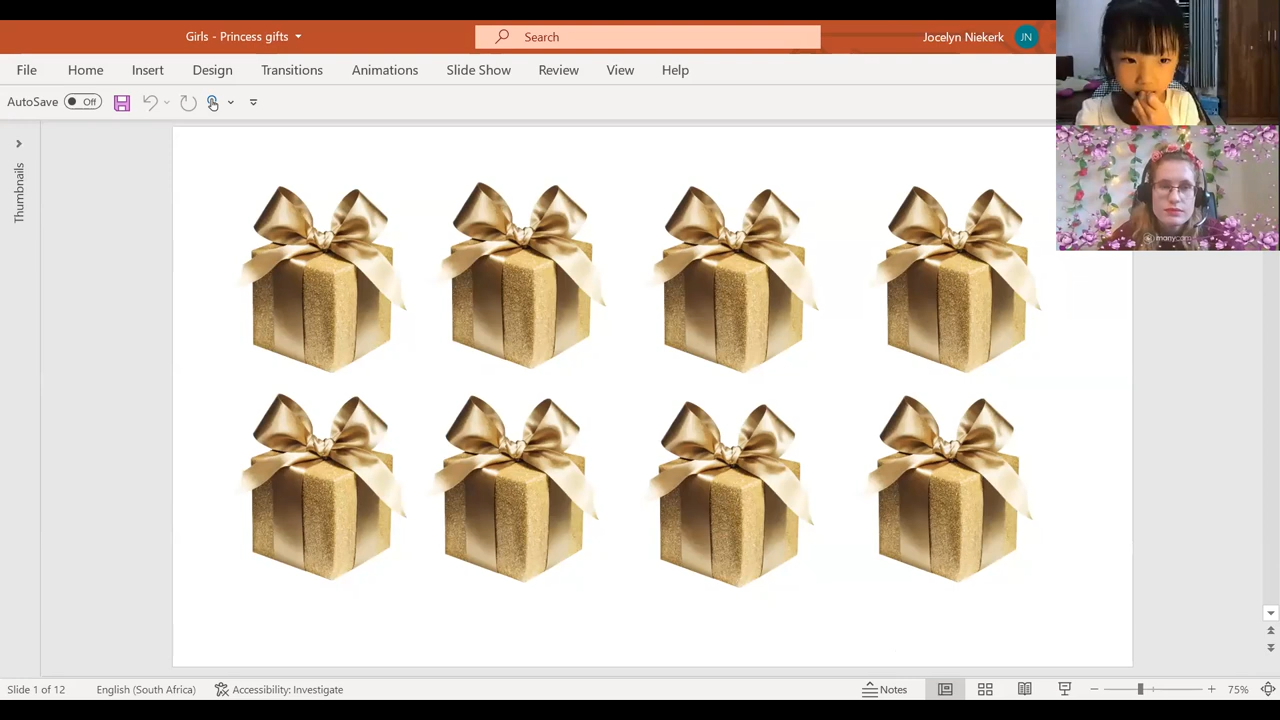 Girls - Princess gifts
Search
Jocelyn Niekerk
JN
File Home Insert Design Transitions Animations Slide Show Review View Help
AutoSave Off
Thumbnails
manycam
Slide 1 of 12 English (South Africa) Accessibility: Investigate Notes 75%